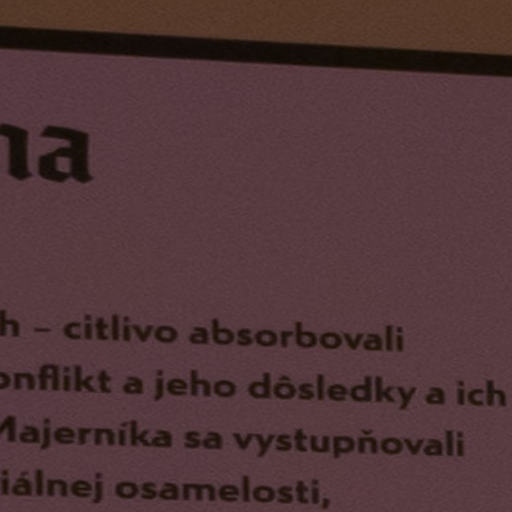 na
h – citlivo absorbovali
onflikt a jeho dôsledky a ich
Majerníka sa vystupňovali
iálnej osamelosti,